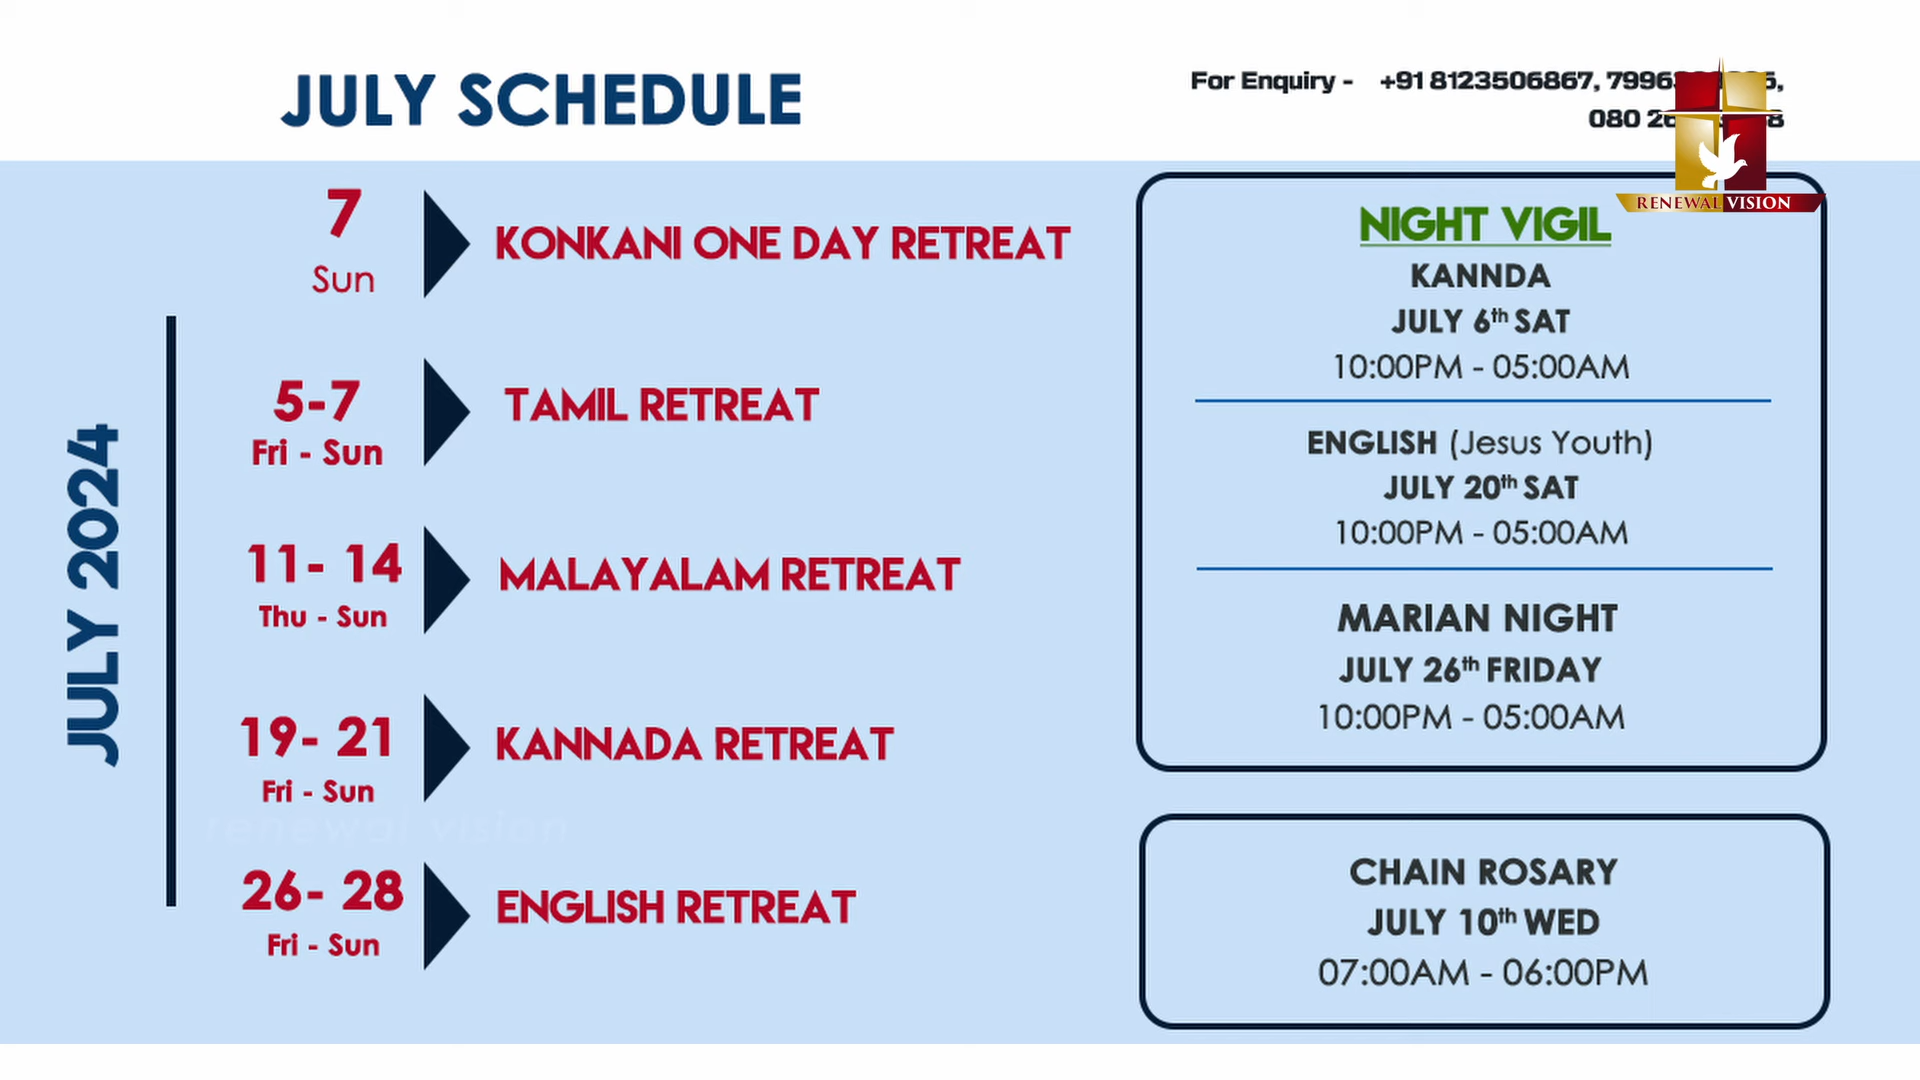 JULY SCHEDULE
For Enquiry - +91 8123506867,
080
RENEWAL VISION
JULY 2024
7
Sun
KONKANI ONE DAY RETREAT
5-7
Fri - Sun
TAMIL RETREAT
11- 14
Thu - Sun
MALAYALAM RETREAT
19- 21
Fri - Sun
KANNADA RETREAT
renewal vision
26- 28
Fri - Sun
ENGLISH RETREAT
NIGHT VIGIL
KANNDA
JULY 6th SAT
10:00PM - 05:00AM
ENGLISH (Jesus Youth)
JULY 20th SAT
10:00PM - 05:00AM
MARIAN NIGHT
JULY 26th FRIDAY
10:00PM - 05:00AM
CHAIN ROSARY
JULY 10th WED
07:00AM - 06:00PM